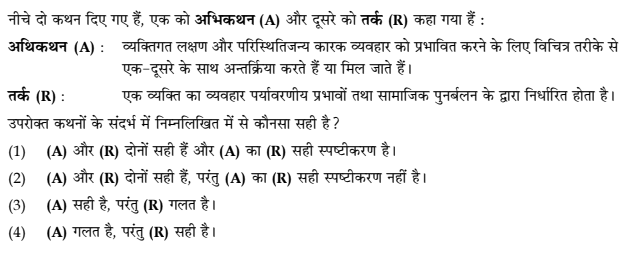 नीचे दो कथन दिए गए हैं, एक को अभिकथन (A) और दूसरे को तर्क (R) कहा गया हैं :
अथिकथन (A) : व्यक्तिगत लक्षण और परिस्थितिजन्य कारक व्यवहार को प्रभावित करने के लिए विचित्र तरीके से
एक-दूसरे के साथ अन्तर्क्रिया करते हैं या मिल जाते हैं।
तर्क (R) : एक व्यक्ति का व्यवहार पर्यावरणीय प्रभावों तथा सामाजिक पुनर्बलन के द्वारा निर्धारित होता है।
उपरोक्त कथनों के संदर्भ में निम्नलिखित में से कौनसा सही है ?
(1) (A) और (R) दोनों सही हैं और (A) का (R) सही स्पष्टीकरण है।
(2) (A) और (R) दोनों सही हैं, परंतु (A) का (R) सही स्पष्टीकरण नहीं है।
(3) (A) सही है, परंतु (R) गलत है।
(4) (A) गलत है, परंतु (R) सही है।